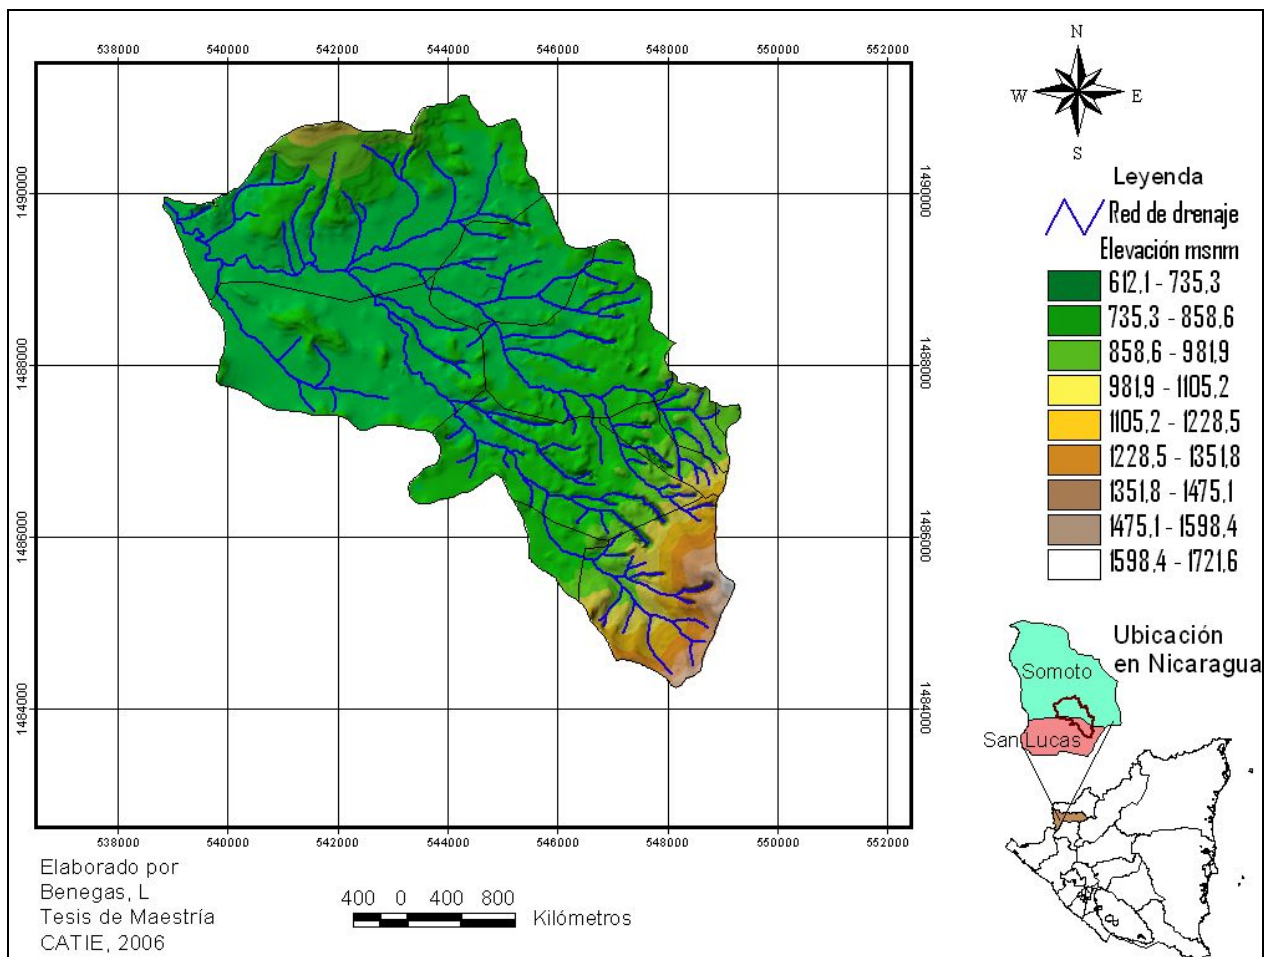 538000 540000 542000 544000 546000 548000 550000 552000
1490000
1488000
1486000
1484000
1490000
1488000
1486000
1484000
538000 540000 542000 544000 546000 548000 550000 552000
N
W E
S
Leyenda
Red de drenaje
Elevación msnm
612,1 - 735,3
735,3 - 858,6
858,6 - 981,9
981,9 - 1105,2
1105,2 - 1228,5
1228,5 - 1351,8
1351,8 - 1475,1
1475,1 - 1598,4
1598,4 - 1721,6
Ubicación
en Nicaragua
Somoto
San Lucas
Elaborado por
Benegas, L
Tesis de Maestría
CATIE, 2006
400 0 400 800
Kilómetros